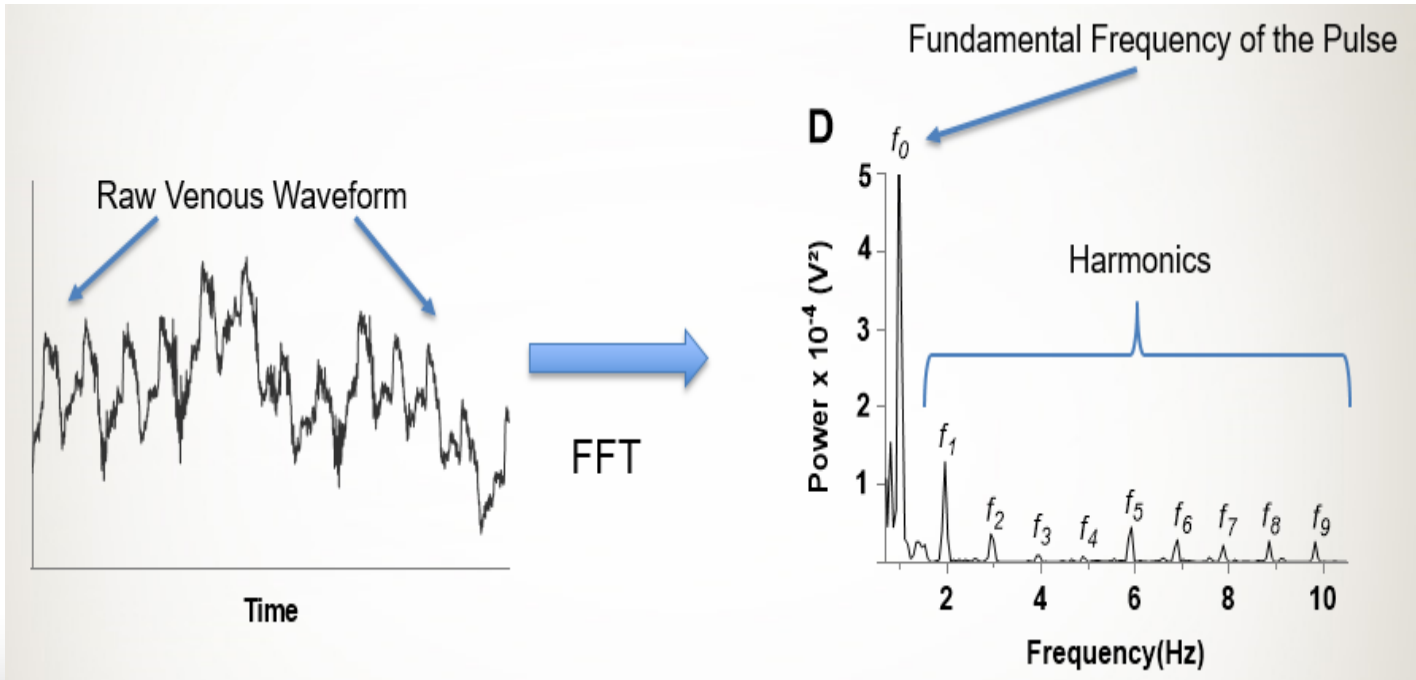 Fundamental Frequency of the Pulse
D
f₀
Raw Venous Waveform
5
4
3
2
1
Power x 10⁻⁴ (V²)
Harmonics
f₁
f₂
f₃
f₄
f₅
f₆
f₇
f₈
f₉
FFT
2 4 6 8 10
Time
Frequency(Hz)